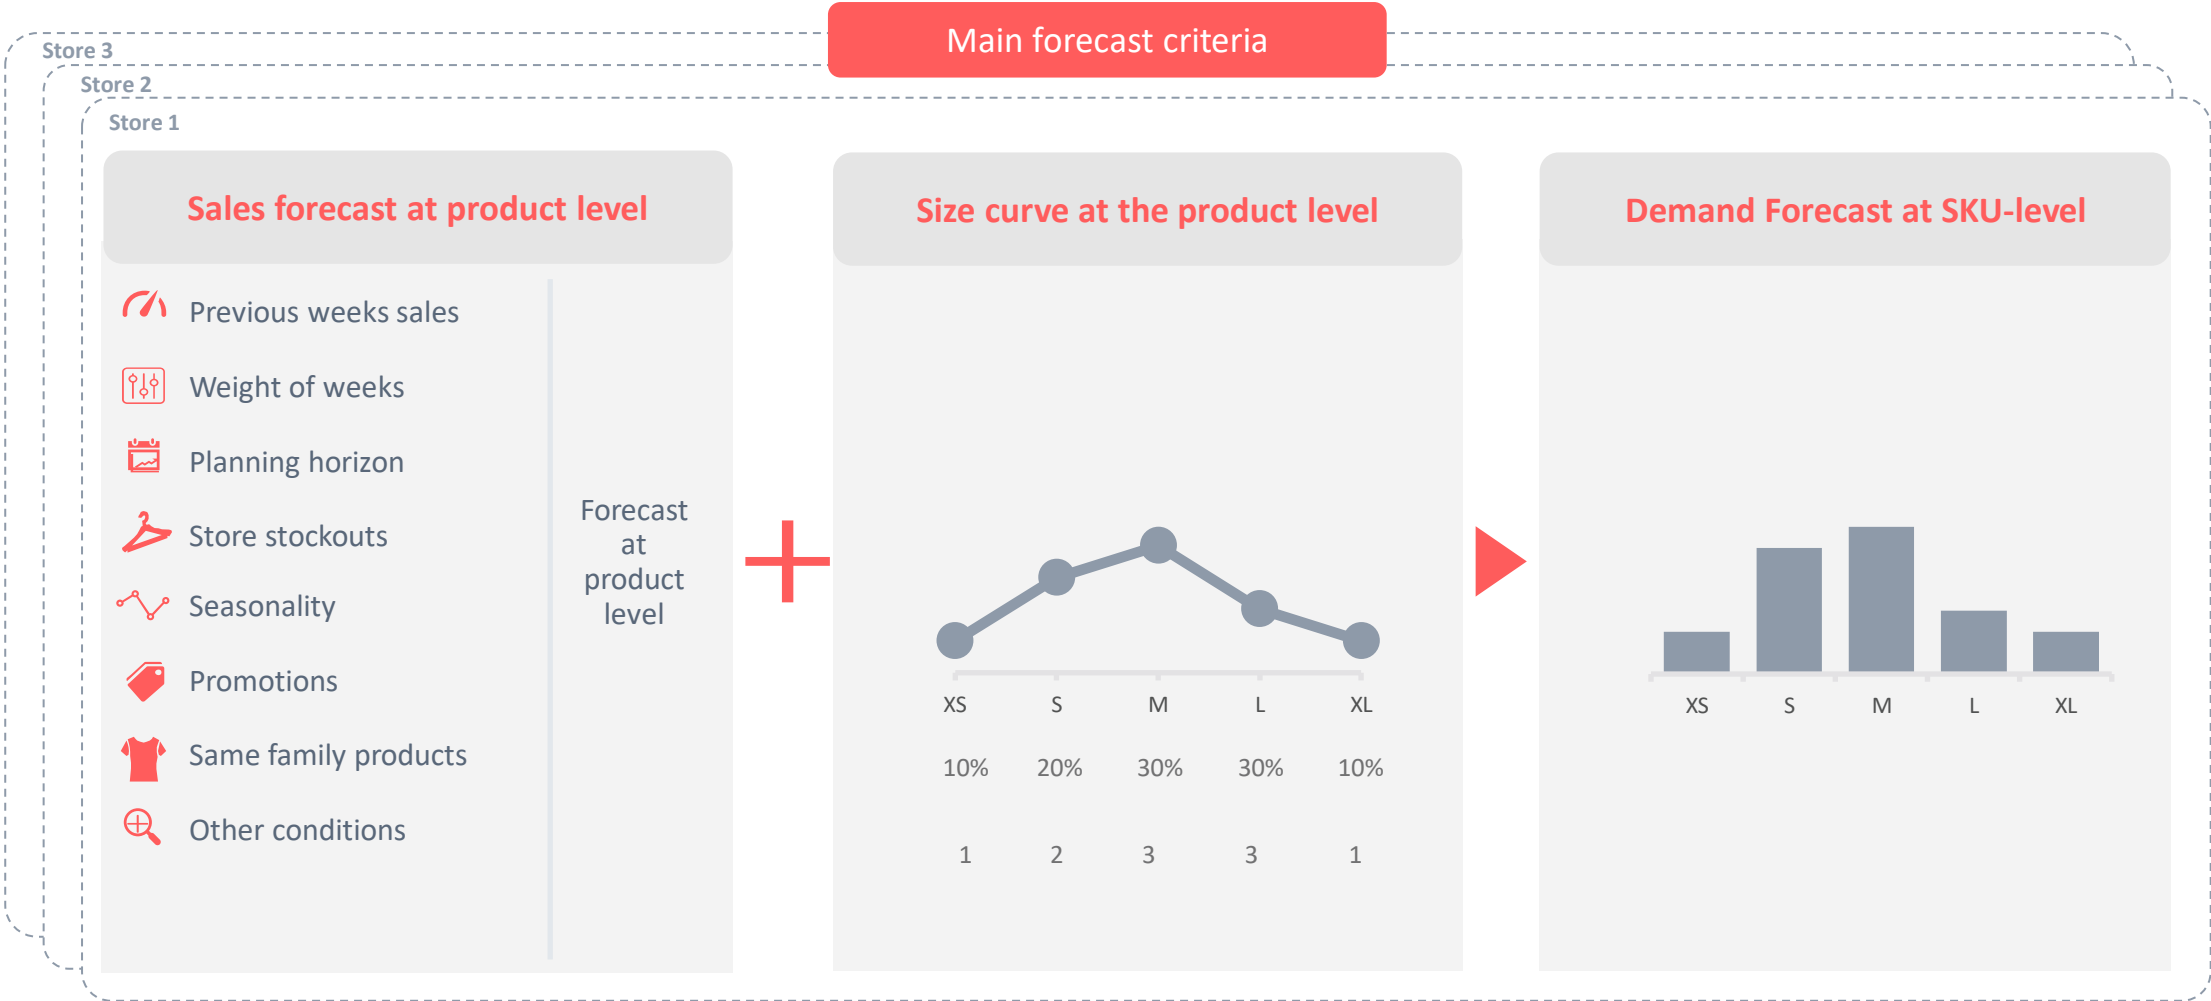 Main forecast criteria
Store 3
Store 2
Store 1
Sales forecast at product level
Previous weeks sales
Weight of weeks
Planning horizon
Store stockouts
Seasonality
Promotions
Same family products
Other conditions
Forecast
at
product
level
Size curve at the product level
XS S M L XL
10% 20% 30% 30% 10%
1 2 3 3 1
Demand Forecast at SKU-level
XS S M L XL